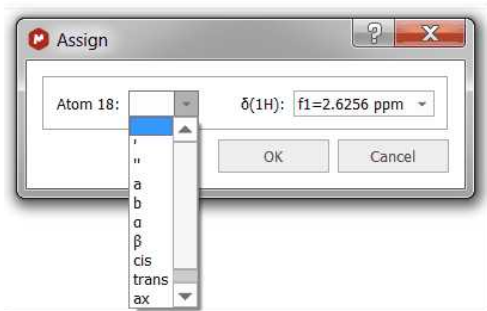 Assign
Atom 18:
δ(1H): f1=2.6256 ppm
'
"
a
b
α
β
cis
trans
ax
OK
Cancel